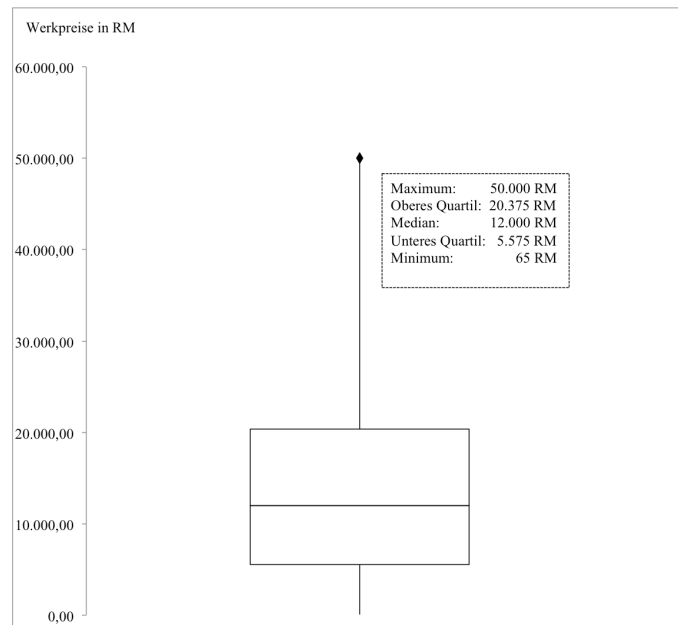 Werkpreise in RM
60.000,00
50.000,00
Maximum: 50.000 RM
Oberes Quartil: 20.375 RM
Median: 12.000 RM
Unteres Quartil: 5.575 RM
Minimum: 65 RM
40.000,00
30.000,00
20.000,00
10.000,00
0,00